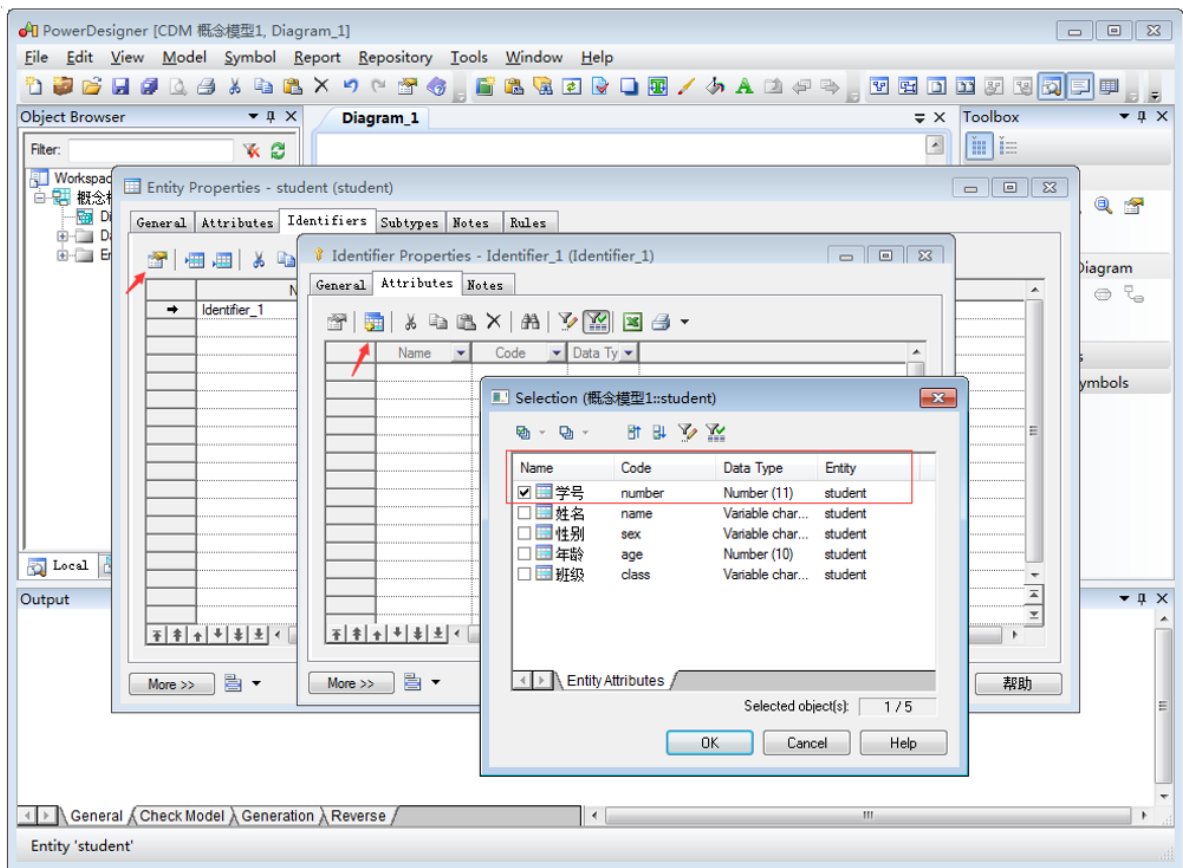 PowerDesigner [CDM 概念模型1, Diagram_1]
File Edit View Model Symbol Report Repository Tools Window Help
Object Browser
Diagram_1
Toolbox
Filter:
Workspac
概念模
Di
Da
En
Diagram
ymbols
Local
Entity Properties - student (student)
General Attributes Identifiers Subtypes Notes Rules
N
Identifier_1
More >>
帮助
Identifier Properties - Identifier_1 (Identifier_1)
General Attributes Notes
Name Code Data Ty
More >>
Selection (概念模型1::student)
Name Code Data Type Entity
学号 number Number (11) student
姓名 name Variable char... student
性别 sex Variable char... student
年龄 age Number (10) student
班级 class Variable char... student
Entity Attributes
Selected object(s): 1 / 5
OK Cancel Help
Output
General Check Model Generation Reverse
Entity 'student'